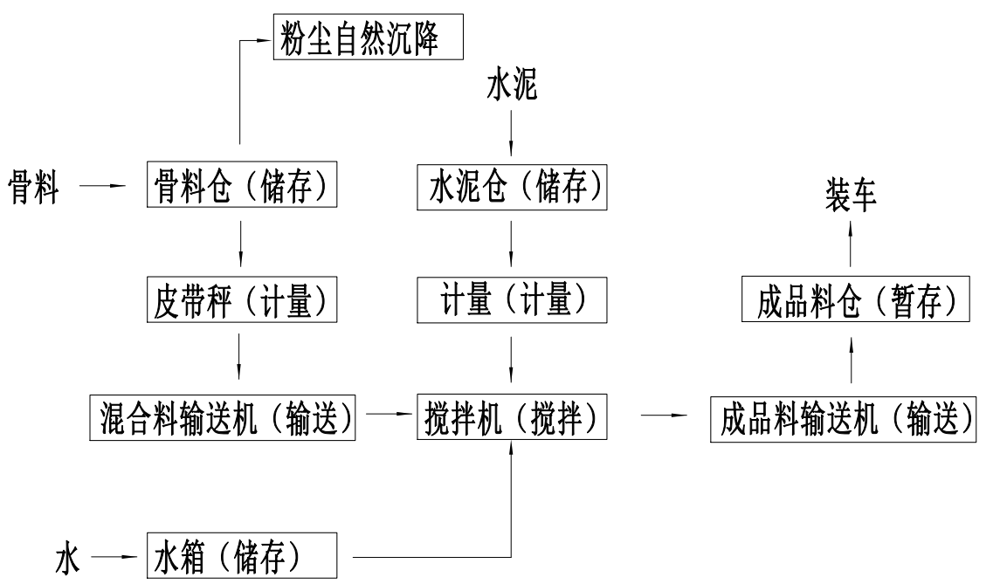 粉尘自然沉降
水泥
骨料
骨料仓（储存）
水泥仓（储存）
装车
皮带秤（计量）
计量（计量）
成品料仓（暂存）
混合料输送机（输送）
搅拌机（搅拌）
成品料输送机（输送）
水
水箱（储存）